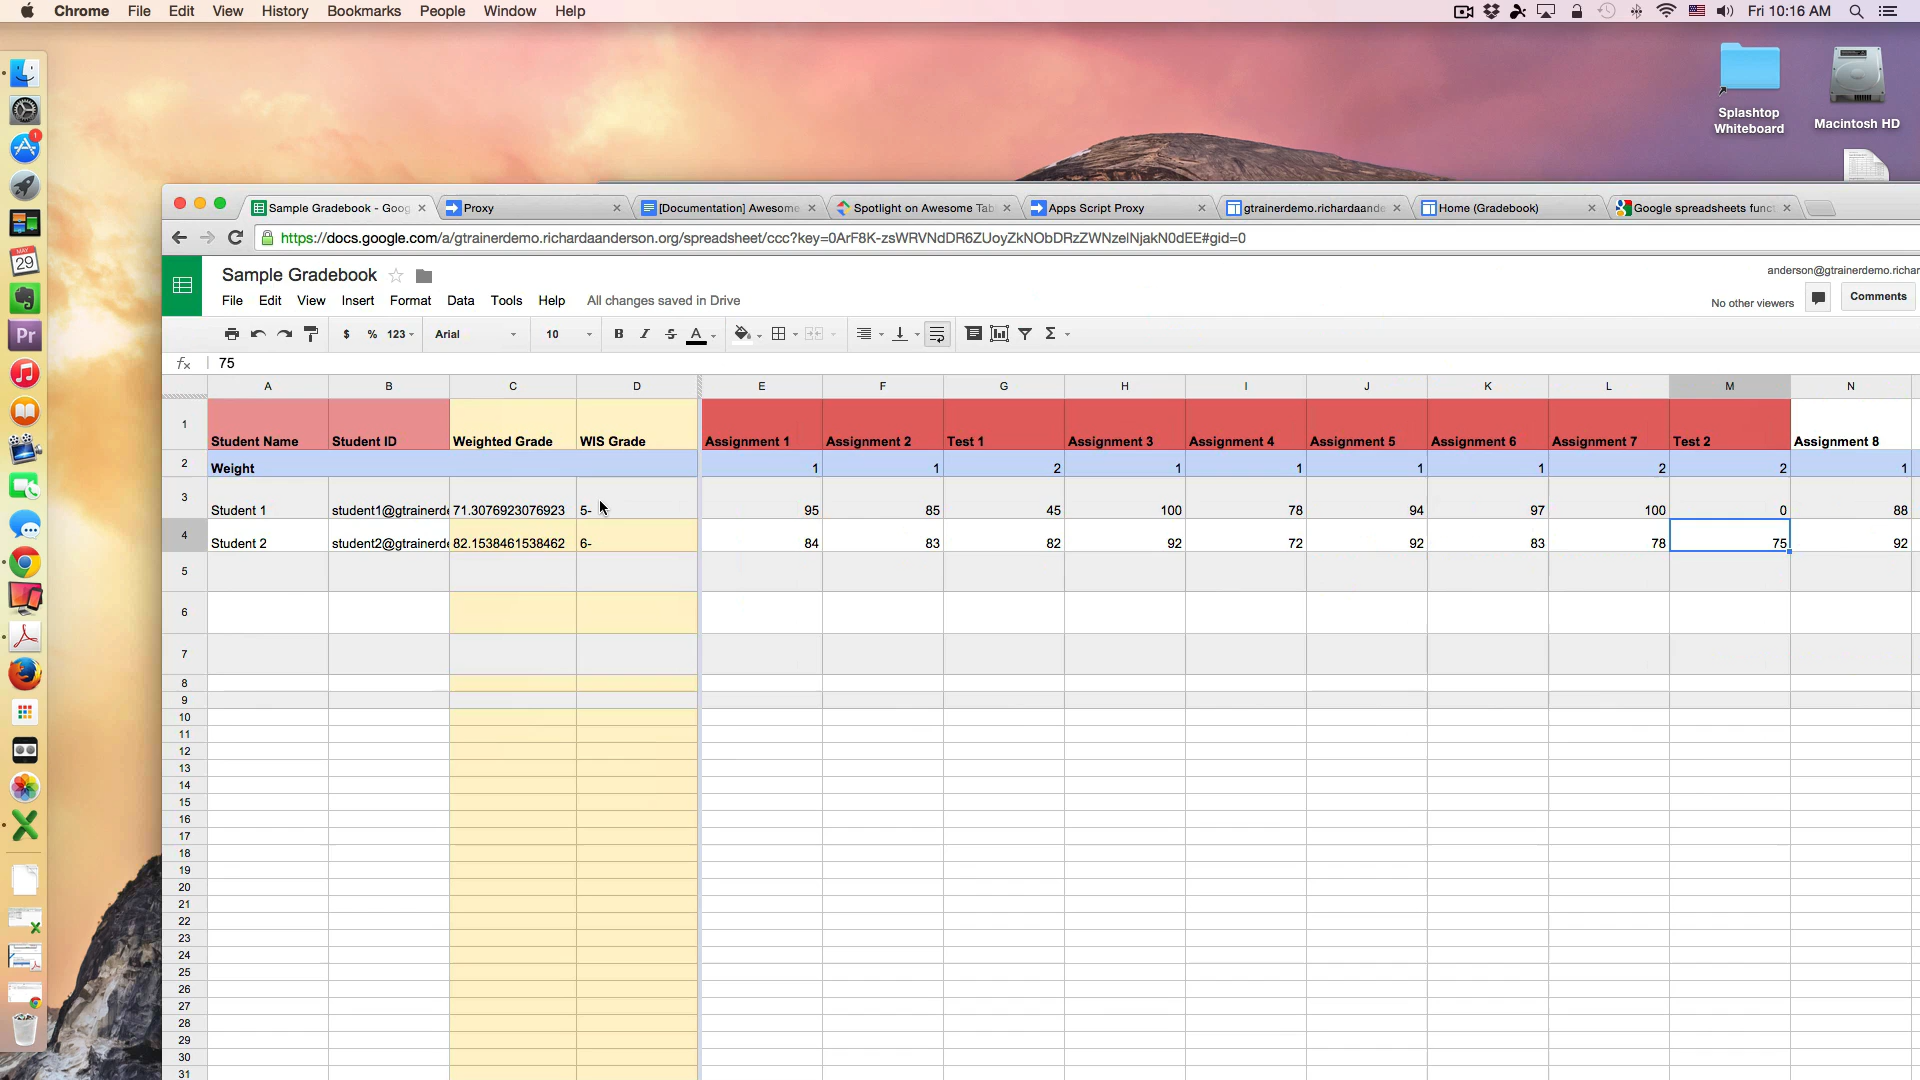 Chrome File Edit View History Bookmarks People Window Help Fri 10:16 AM
Splashtop
Whiteboard
Macintosh HD
1
MAY
29
Pr
Sample Gradebook - Goog
Proxy
[Documentation] Awesome
Spotlight on Awesome Tab
Apps Script Proxy
gtrainerdemo.richardaande
Home (Gradebook)
Google spreadsheets funct
https://docs.google.com/a/gtrainerdemo.richardaanderson.org/spreadsheet/ccc?key=0ArF8K-zsWRVNdDR6ZUoyZkNObDRzZWNzelNjakN0dEE#gid=0
Sample Gradebook
anderson@gtrainerdemo.richar
File Edit View Insert Format Data Tools Help All changes saved in Drive
No other viewers
Comments
$ % 123 Arial 10 B I S A Σ
fx 75
A B C D E F G H I J K L M N
1 Student Name Student ID Weighted Grade WIS Grade Assignment 1 Assignment 2 Test 1 Assignment 3 Assignment 4 Assignment 5 Assignment 6 Assignment 7 Test 2 Assignment 8
2 Weight 1 1 2 1 1 1 1 2 2 1
3 Student 1 student1@gtrainerde 71.3076923076923 5- 95 85 45 100 78 94 97 100 0 88
4 Student 2 student2@gtrainerde 82.1538461538462 6- 84 83 82 92 72 92 83 78 75 92
5
6
7
8
9
10
11
12
13
14
15
16
17
18
19
20
21
22
23
24
25
26
27
28
29
30
31